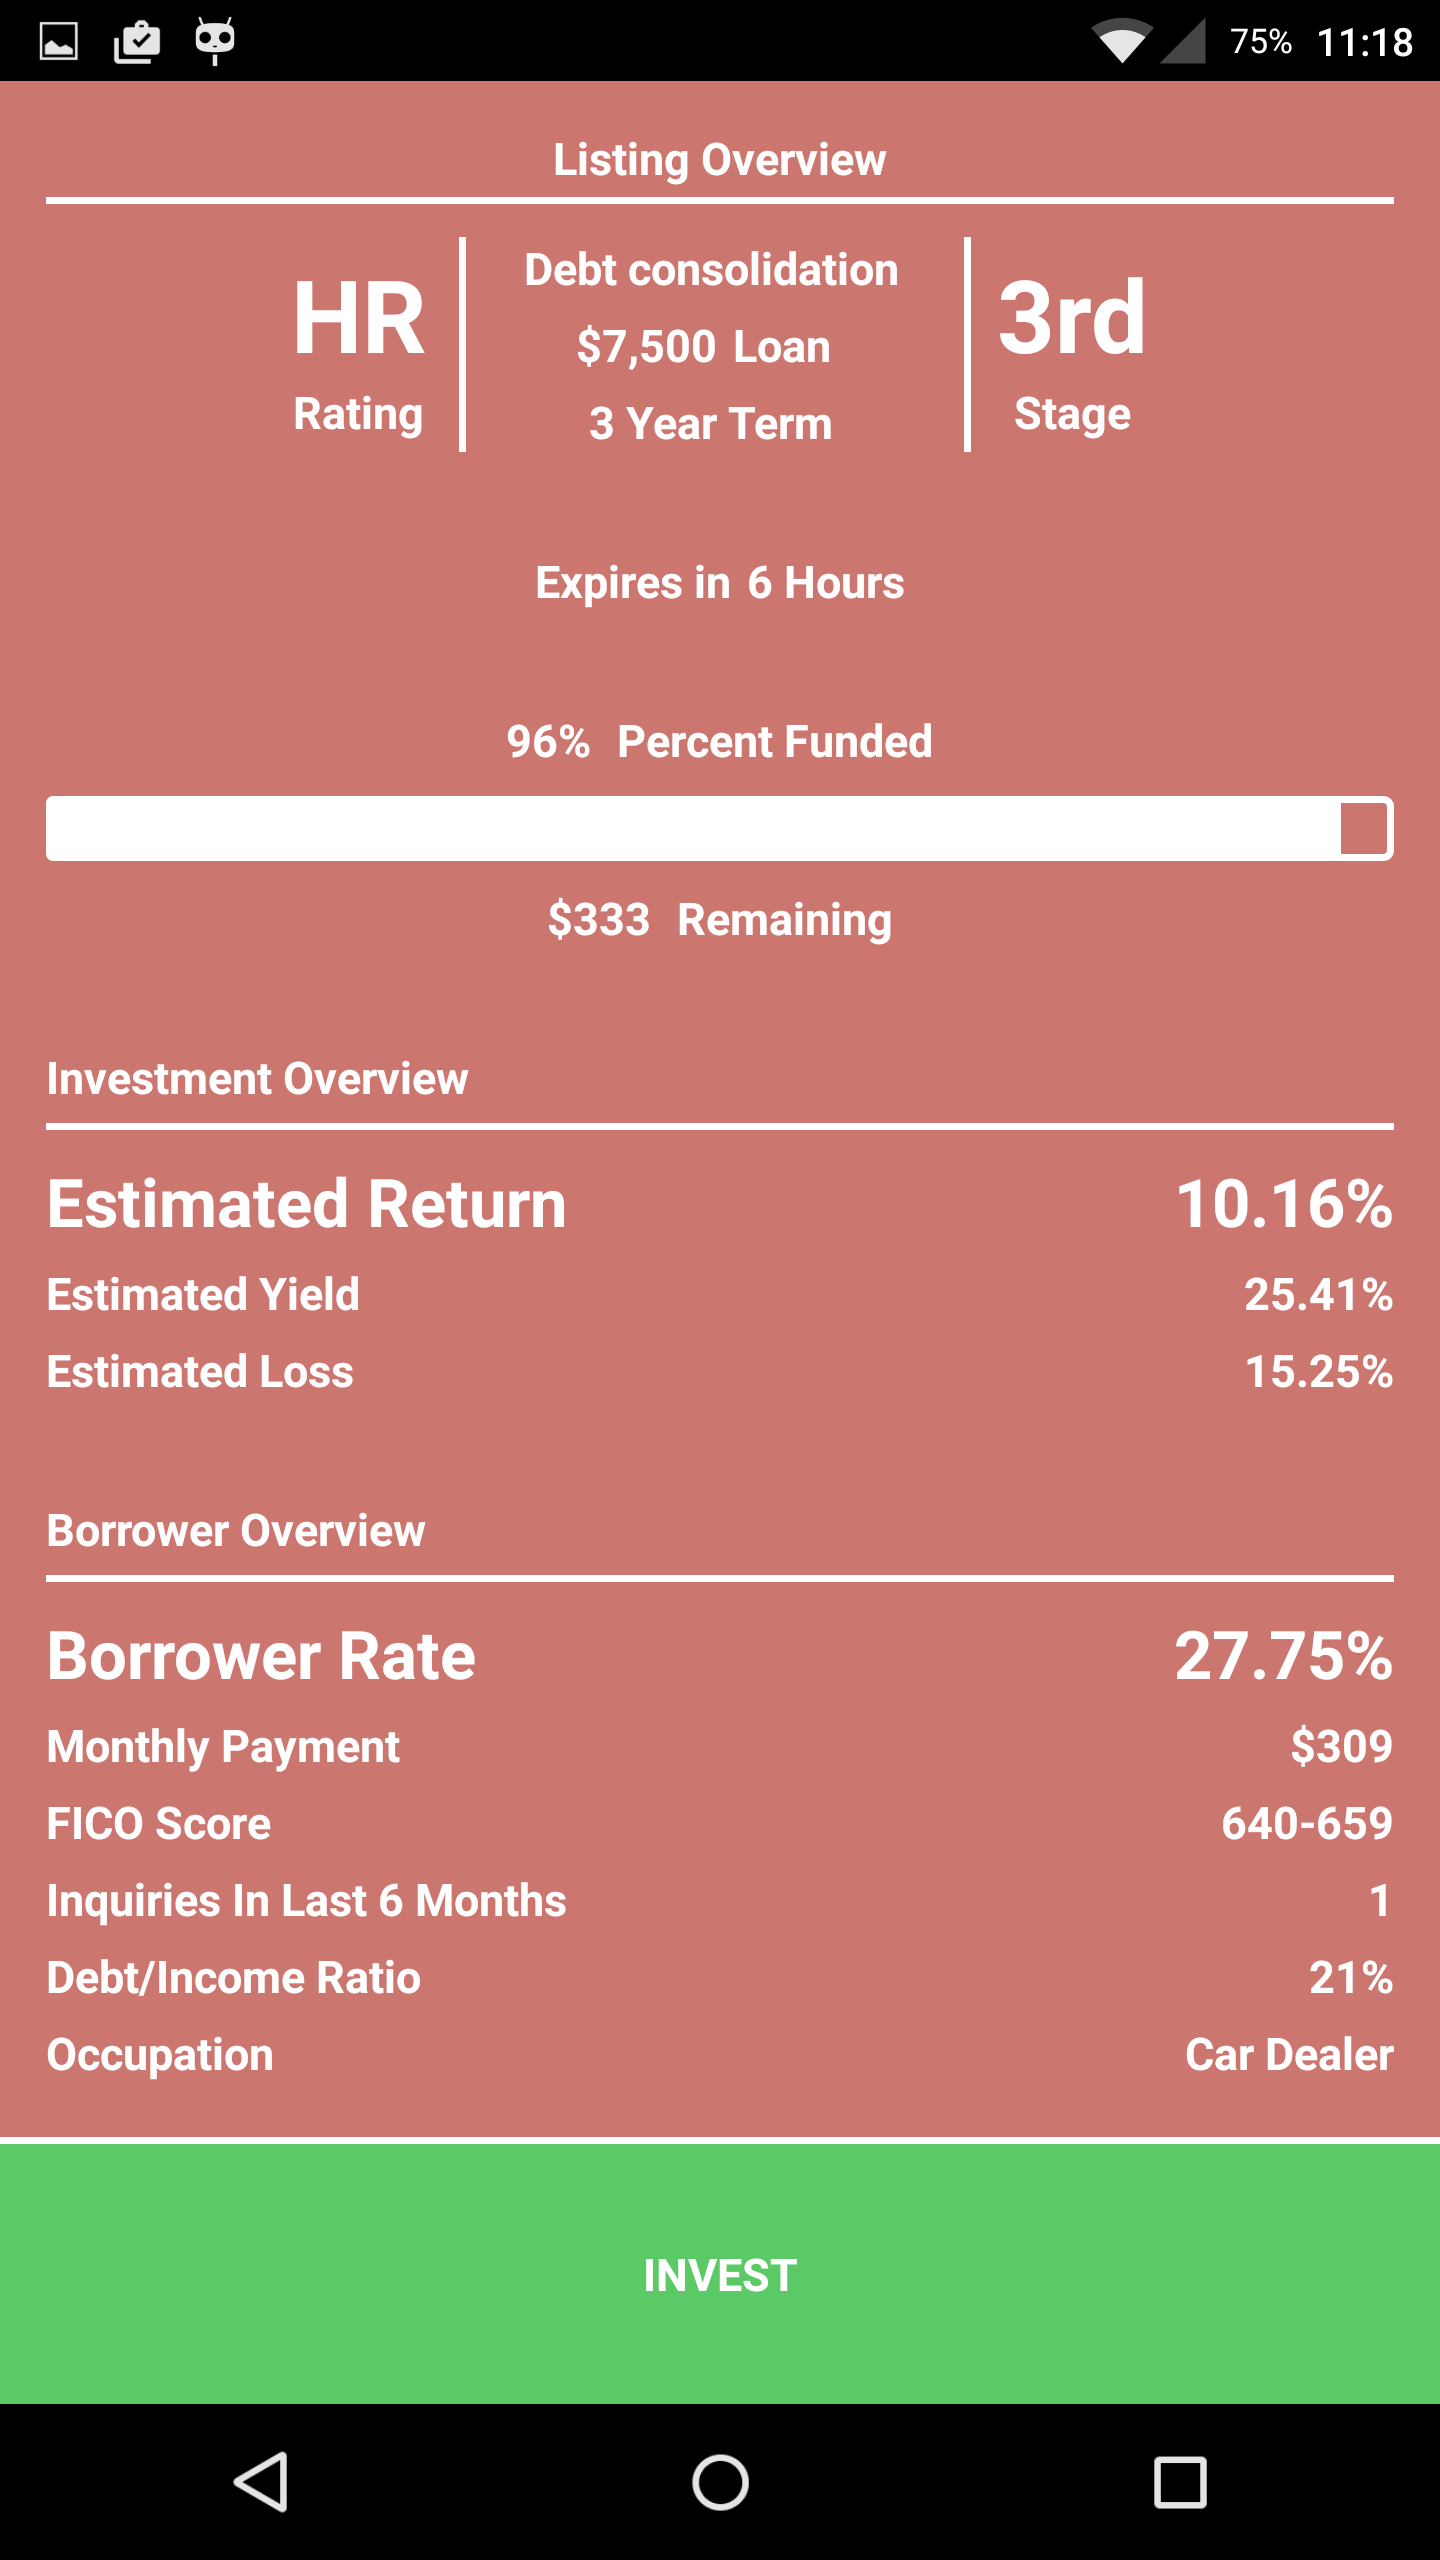 75% 11:18
Listing Overview
HR
Rating
Debt consolidation
$7,500 Loan
3 Year Term
3rd
Stage
Expires in 6 Hours
96% Percent Funded
$333 Remaining
Investment Overview
Estimated Return 10.16%
Estimated Yield 25.41%
Estimated Loss 15.25%
Borrower Overview
Borrower Rate 27.75%
Monthly Payment $309
FICO Score 640-659
Inquiries In Last 6 Months 1
Debt/Income Ratio 21%
Occupation Car Dealer
INVEST